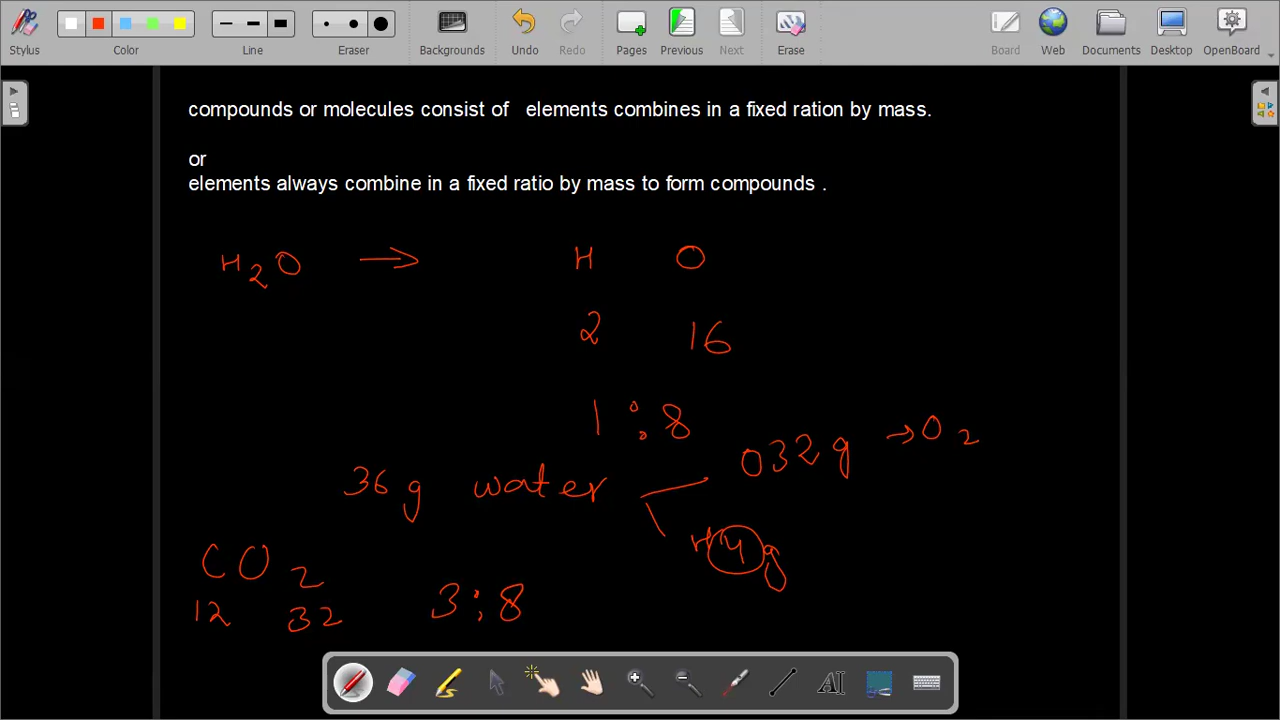 Stylus Color Line Eraser Backgrounds Undo Redo Pages Previous Next Erase Board Web Documents Desktop OpenBoard
compounds or molecules consist of elements combines in a fixed ration by mass.
or
elements always combine in a fixed ratio by mass to form compounds .
H2O → H O
2 16
1 : 8
O 32 g → O2
36 g water
H 4 g
CO2
12 32 3 : 8
AI